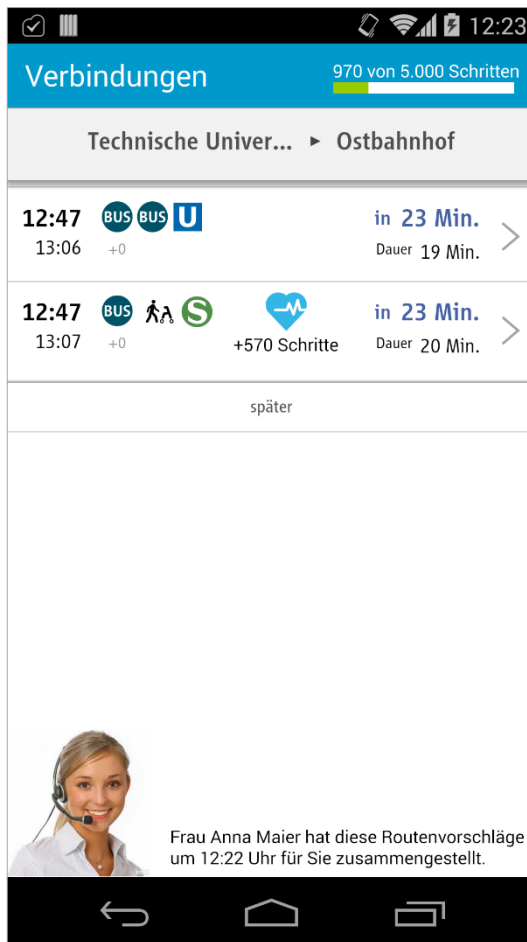 12:23
Verbindungen
970 von 5.000 Schritten
Technische Univer... ▸ Ostbahnhof
12:47 BUS BUS U in 23 Min.
13:06 +0 Dauer 19 Min.
12:47 BUS S in 23 Min.
13:07 +0 +570 Schritte Dauer 20 Min.
später
Frau Anna Maier hat diese Routenvorschläge
um 12:22 Uhr für Sie zusammengestellt.